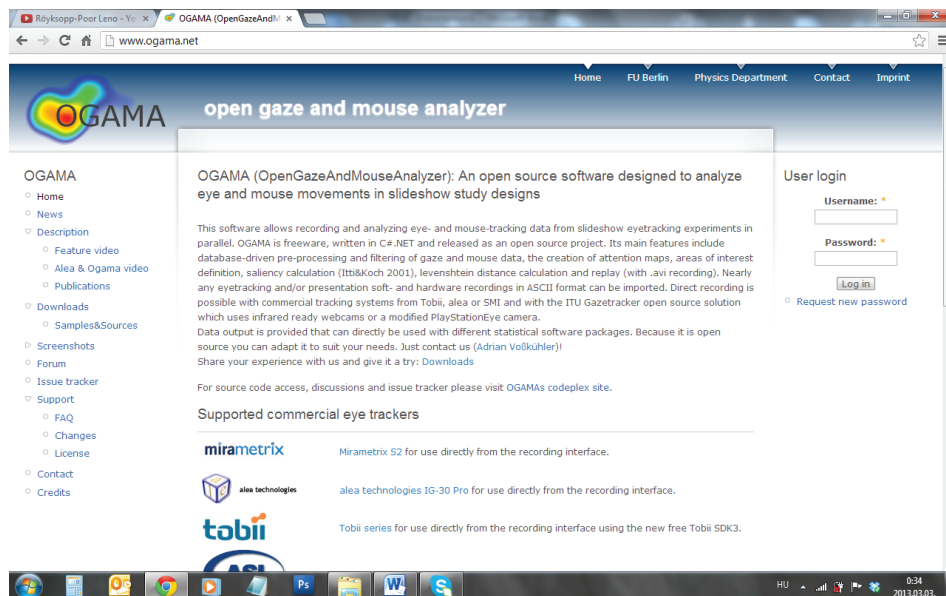 Röyksopp-Poor Leno - Yo
OGAMA (OpenGazeAndM
www.ogama.net
Home FU Berlin Physics Department Contact Imprint
OGAMA
open gaze and mouse analyzer
OGAMA
Home
News
Description
Feature video
Alea & Ogama video
Publications
Downloads
Samples&Sources
Screenshots
Forum
Issue tracker
Support
FAQ
Changes
License
Contact
Credits
OGAMA (OpenGazeAndMouseAnalyzer): An open source software designed to analyze
eye and mouse movements in slideshow study designs
This software allows recording and analyzing eye- and mouse-tracking data from slideshow eyetracking experiments in
parallel. OGAMA is freeware, written in C#.NET and released as an open source project. Its main features include
database-driven pre-processing and filtering of gaze and mouse data, the creation of attention maps, areas of interest
definition, saliency calculation (Itti&Koch 2001), levenshtein distance calculation and replay (with .avi recording). Nearly
any eyetracking and/or presentation soft- and hardware recordings in ASCII format can be imported. Direct recording is
possible with commercial tracking systems from Tobii, alea or SMI and with the ITU Gazetracker open source solution
which uses infrared ready webcams or a modified PlayStationEye camera.
Data output is provided that can directly be used with different statistical software packages. Because it is open
source you can adapt it to suit your needs. Just contact us (Adrian Voßkühler)!
Share your experience with us and give it a try: Downloads
For source code access, discussions and issue tracker please visit OGAMAs codeplex site.
Supported commercial eye trackers
mirametrix
Mirametrix S2 for use directly from the recording interface.
alea technologies
alea technologies IG-30 Pro for use directly from the recording interface.
tobii
Tobii series for use directly from the recording interface using the new free Tobii SDK3.
ASL
User login
Username: *
Password: *
Log in
Request new password
Ps
W
S
HU
0:34
2013.03.03.